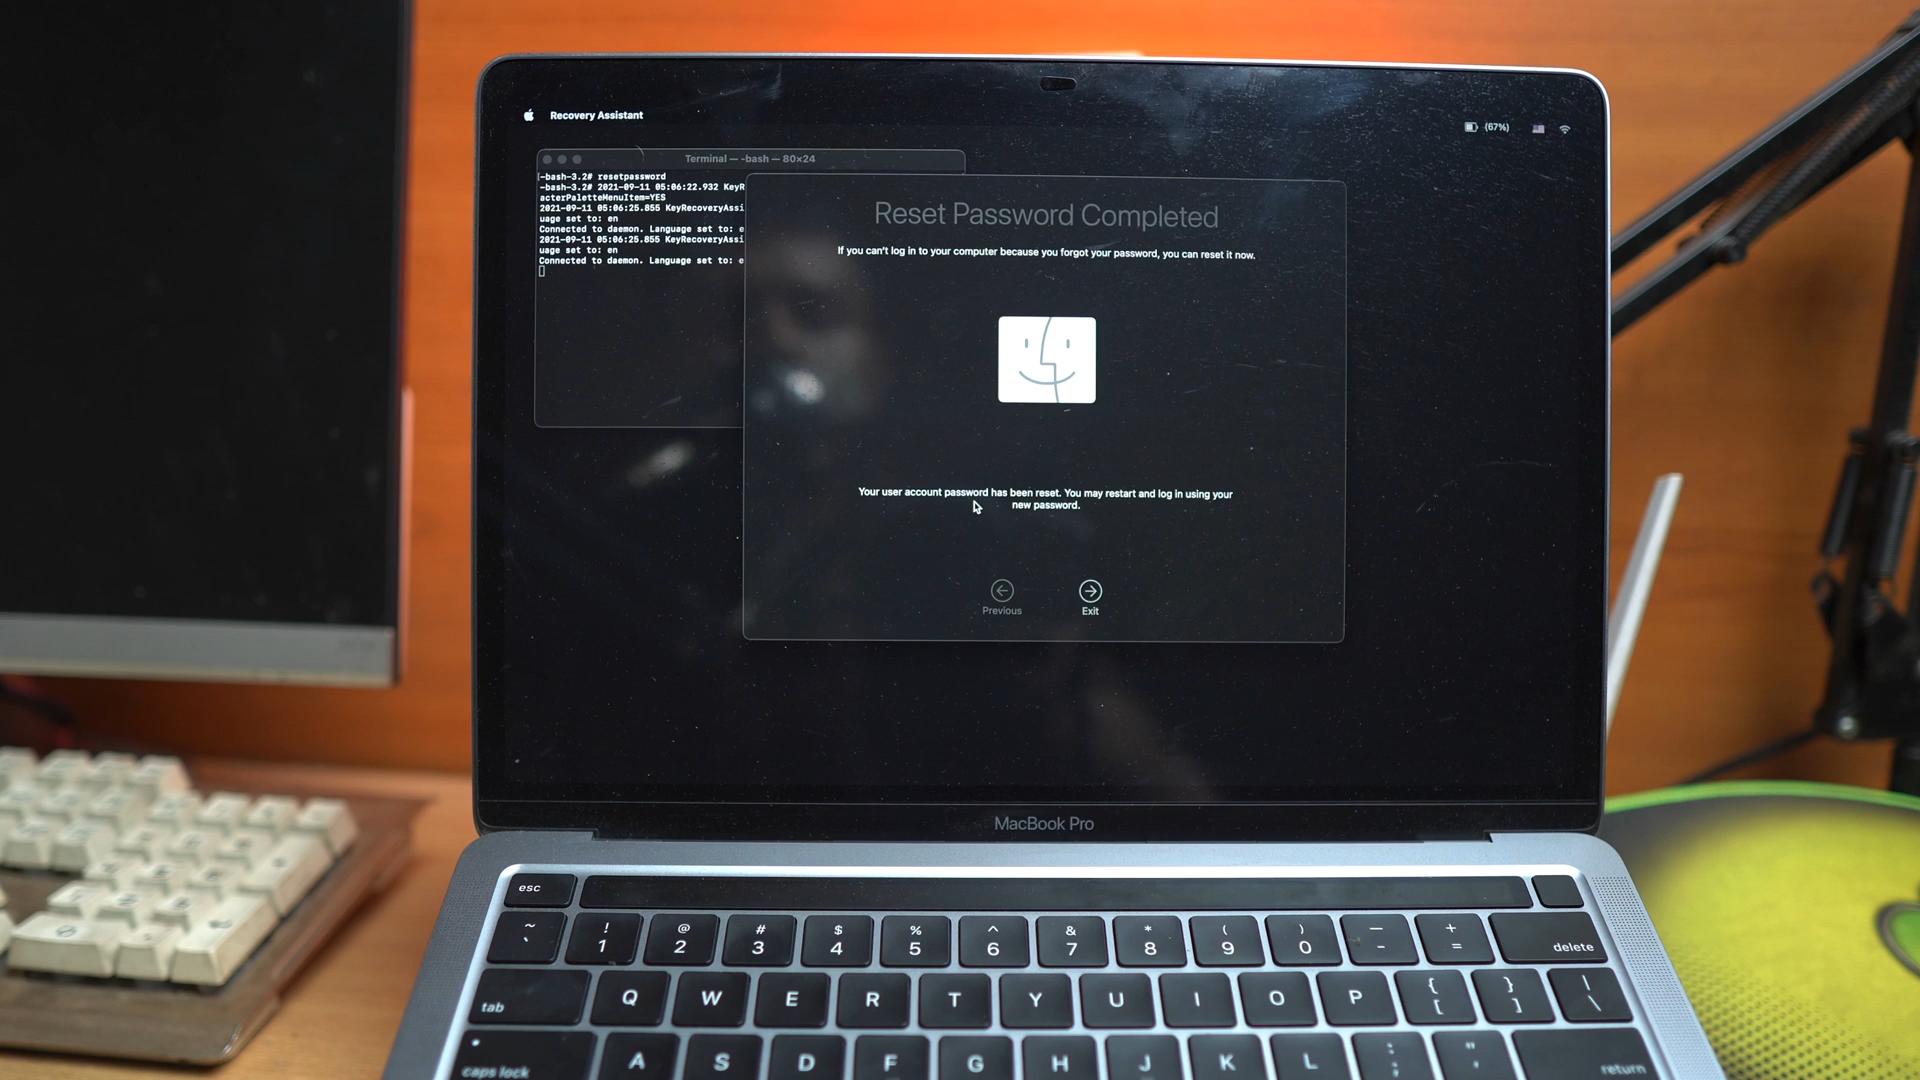 Recovery Assistant
(67%)
Terminal — -bash — 80×24
-bash-3.2# resetpassword
-bash-3.2# 2021-09-11 05:06:22.932 KeyR
acterPaletteMenuItem=YES
2021-09-11 05:06:25.855 KeyRecoveryAssi
uage set to: en
Connected to daemon. Language set to: e
2021-09-11 05:06:25.855 KeyRecoveryAssi
uage set to: en
Connected to daemon. Language set to: e
Reset Password Completed
If you can't log in to your computer because you forgot your password, you can reset it now.
Your user account password has been reset. You may restart and log in using your
new password.
Previous
Exit
MacBook Pro
esc
~ ! @ # $ % ^ & * ( ) — +
` 1 2 3 4 5 6 7 8 9 0 - = delete
tab Q W E R T Y U I O P { [ } ] | \
caps lock A S D F G H J K L : ; " ' return